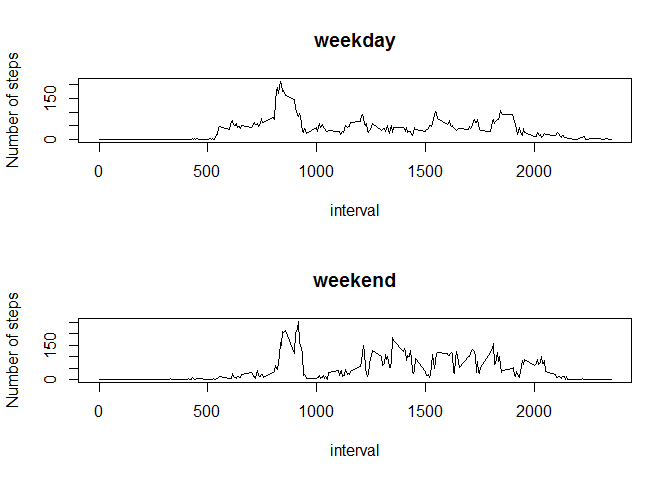 weekday
Number of steps
150
0
0 500 1000 1500 2000
interval
weekend
Number of steps
150
0
0 500 1000 1500 2000
interval